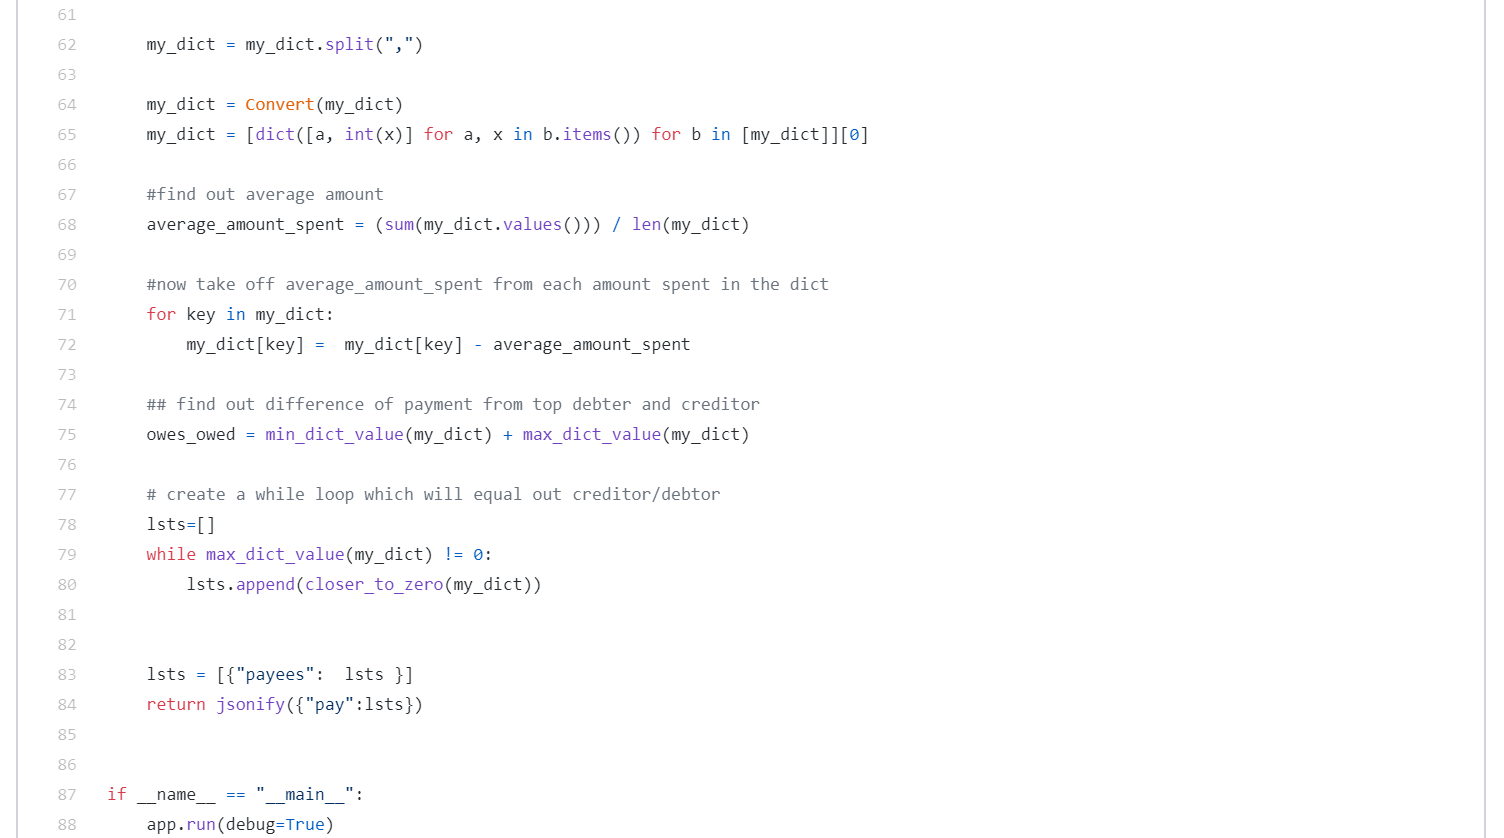 61
62 my_dict = my_dict.split(",")
63
64 my_dict = Convert(my_dict)
65 my_dict = [dict([a, int(x)] for a, x in b.items()) for b in [my_dict]][0]
66
67 #find out average amount
68 average_amount_spent = (sum(my_dict.values())) / len(my_dict)
69
70 #now take off average_amount_spent from each amount spent in the dict
71 for key in my_dict:
72     my_dict[key] =  my_dict[key] - average_amount_spent
73
74 ## find out difference of payment from top debter and creditor
75 owes_owed = min_dict_value(my_dict) + max_dict_value(my_dict)
76
77 # create a while loop which will equal out creditor/debtor
78 lsts=[]
79 while max_dict_value(my_dict) != 0:
80     lsts.append(closer_to_zero(my_dict))
81
82
83 lsts = [{"payees":  lsts }]
84 return jsonify({"pay":lsts})
85
86
87 if __name__ == "__main__":
88     app.run(debug=True)